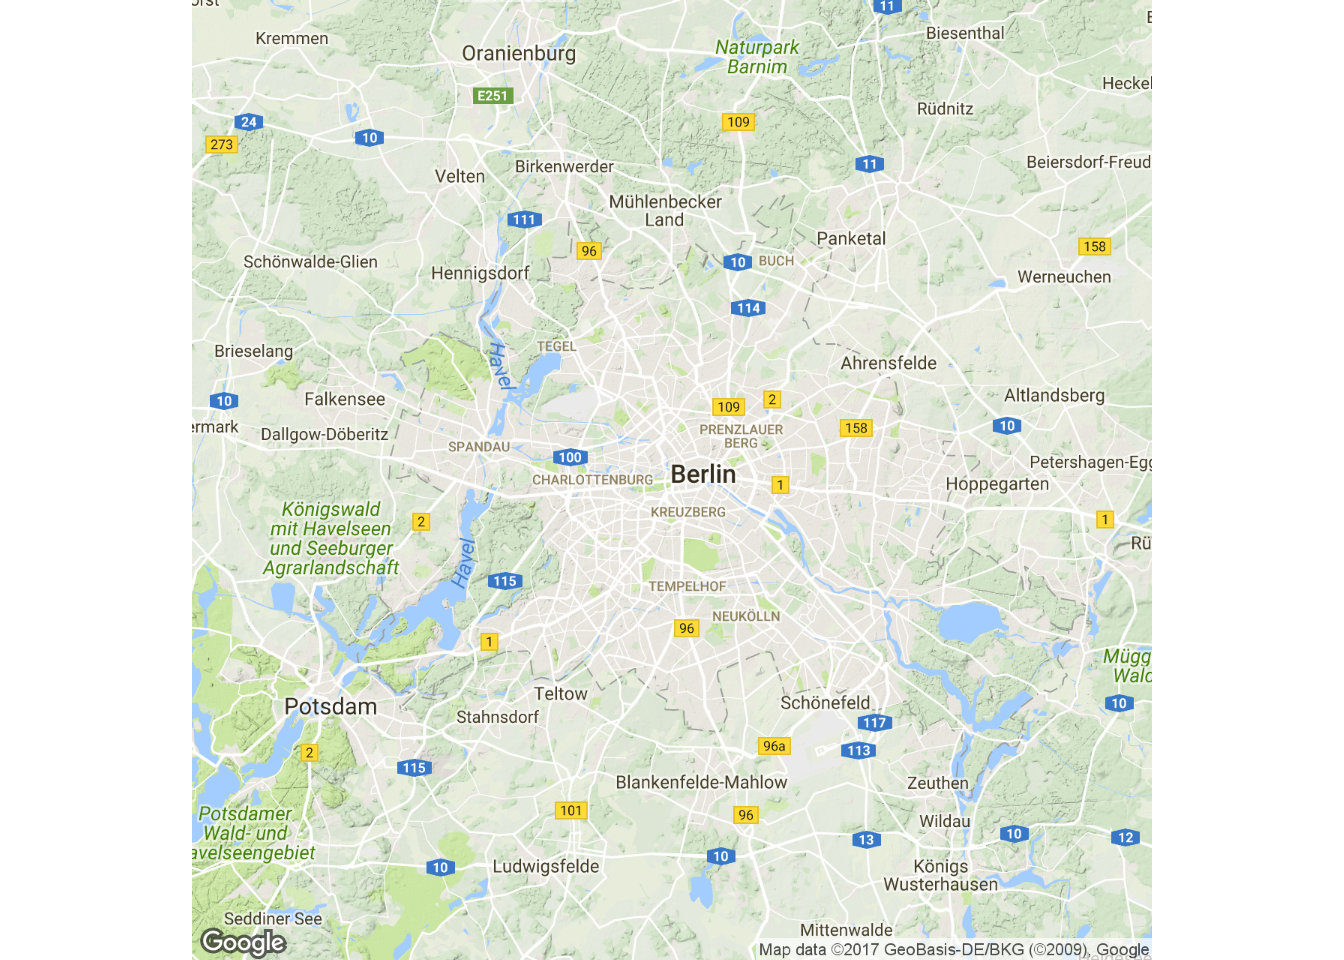 11
Kremmen
Biesenthal
Oranienburg
Naturpark
Barnim
Heckel
E251
Rüdnitz
24
109
10
273
11
Birkenwerder
Beiersdorf-Freud
Velten
Mühlenbecker
Land
111
Panketal
158
96
Schönwalde-Glien
10
BUCH
Hennigsdorf
Werneuchen
114
TEGEL
Brieselang
Havel
Ahrensfelde
10
Falkensee
2
Altlandsberg
109
ermark
10
Dallgow-Döberitz
158
PRENZLAUER
BERG
SPANDAU
100
Petershagen-Egg
Berlin
CHARLOTTENBURG
1
Hoppegarten
Königswald
mit Havelseen
und Seeburger
Agrarlandschaft
2
KREUZBERG
1
Rü
Havel
115
TEMPELHOF
NEUKÖLLN
96
1
Mügg
Wald
Teltow
Potsdam
Stahnsdorf
Schönefeld
10
117
2
96a
113
115
Blankenfelde-Mahlow
Zeuthen
Potsdamer
Wald- und
avelseengebiet
101
96
Wildau
10
12
13
10
Ludwigsfelde
10
Königs
Wusterhausen
Seddiner See
Mittenwalde
Google
Map data ©2017 GeoBasis-DE/BKG (©2009), Google